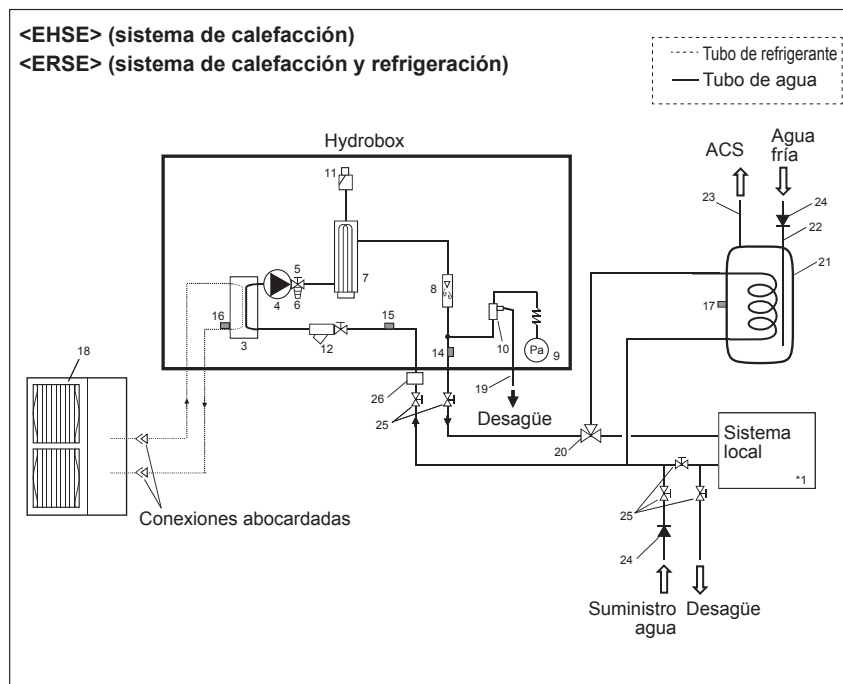 <EHSE> (sistema de calefacción)
<ERSE> (sistema de calefacción y refrigeración)
Tubo de refrigerante
Tubo de agua
Hydrobox
ACS
Agua
fría
11
23
24
22
5
7
21
4
6
8
16
17
15
3
10
Pa
9
12
14
18
19
26
Desagüe
25
20
Sistema
local
*1
Conexiones abocardadas
25
24
Suministro
agua
Desagüe